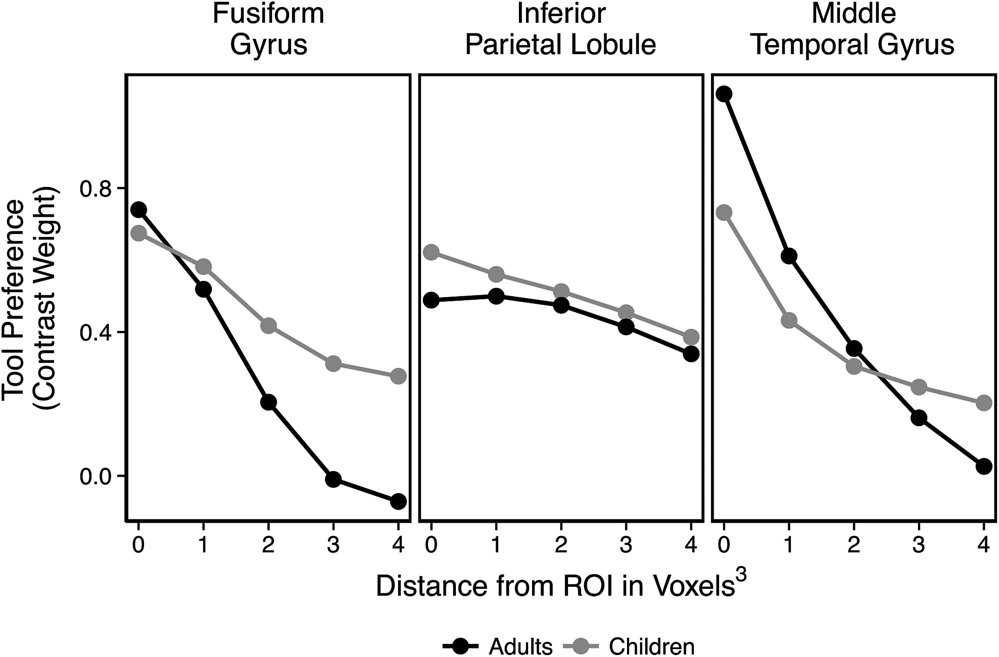 Fusiform
Gyrus
Inferior
Parietal Lobule
Middle
Temporal Gyrus
Tool Preference
(Contrast Weight)
0.8
0.4
0.0
0 1 2 3 4 0 1 2 3 4 0 1 2 3 4
Distance from ROI in Voxels³
Adults Children